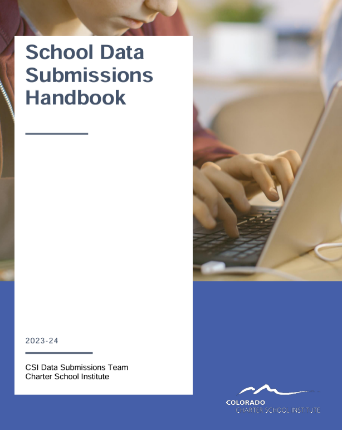 School Data
Submissions
Handbook
2023-24
CSI Data Submissions Team
Charter School Institute
COLORADO
CHARTER SCHOOL INSTITUTE